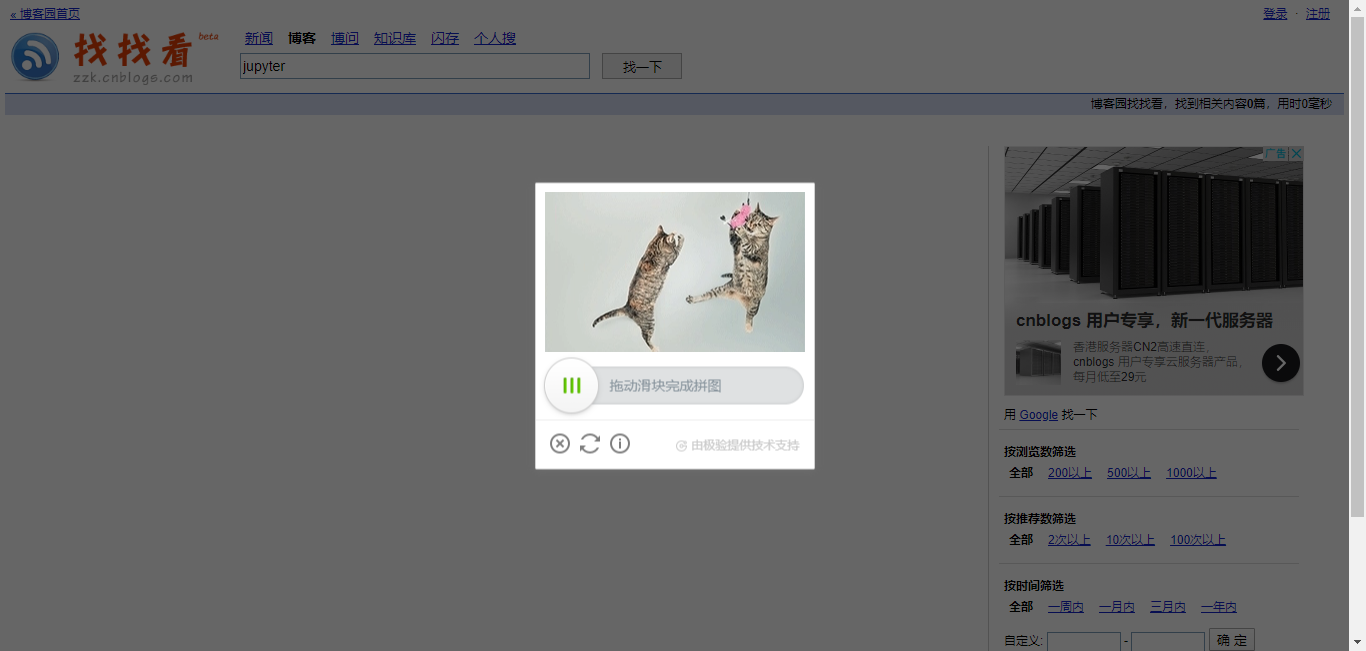 « 博客园首页
登录 · 注册
找找看 beta
zzk.cnblogs.com
新闻 博客 博问 知识库 闪存 个人搜
jupyter
找一下
博客园找找看，找到相关内容0篇，用时0毫秒
拖动滑块完成拼图
由极验提供技术支持
广告
cnblogs 用户专享，新一代服务器
香港服务器CN2高速直连，
cnblogs 用户专享云服务器产品，
每月低至29元
用 Google 找一下
按浏览数筛选
全部 200以上 500以上 1000以上
按推荐数筛选
全部 2次以上 10次以上 100次以上
按时间筛选
全部 一周内 一月内 三月内 一年内
自定义: - 确 定